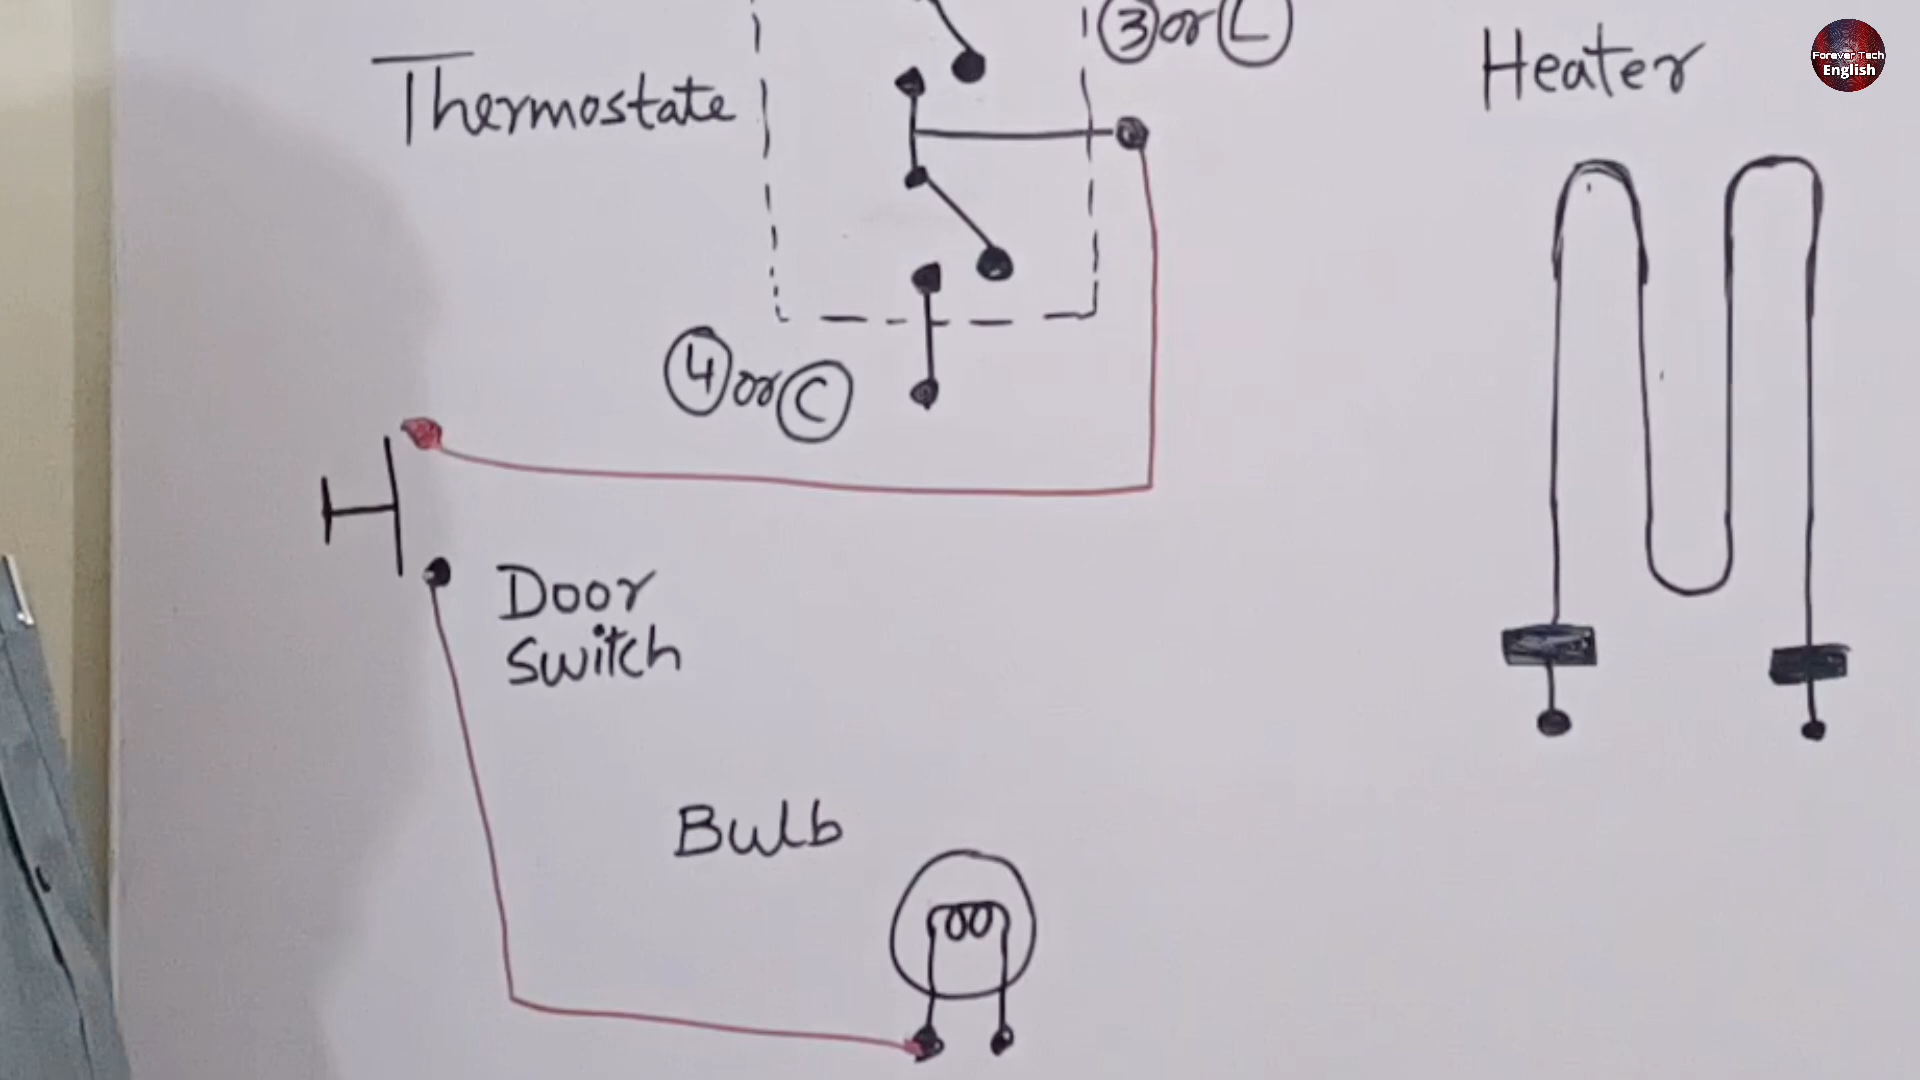 ③ or Ⓛ
Thermostate
Heater
Forever Tech
English
④ or Ⓒ
Door
Switch
Bulb